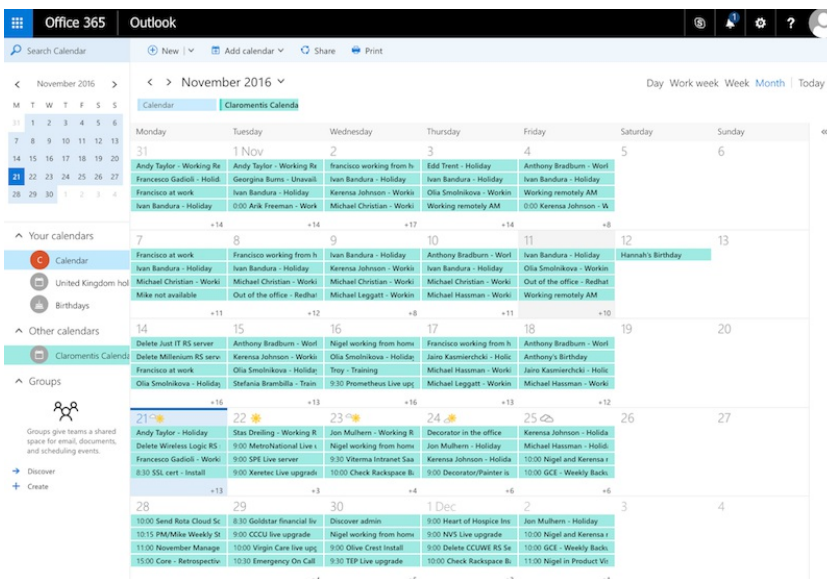 Office 365 Outlook
1
?
Search Calendar
New
Add calendar
Share
Print
November 2016
M T W T F S S
31 1 2 3 4 5 6
7 8 9 10 11 12 13
14 15 16 17 18 19 20
21 22 23 24 25 26 27
28 29 30 1 2 3 4
Your calendars
C Calendar
United Kingdom hol
Birthdays
Other calendars
Claromentis Calenda
Groups
Groups give teams a shared
space for email, documents,
and scheduling events.
Discover
Create
November 2016
Day Work week Week Month Today
Calendar
Claromentis Calenda
Monday Tuesday Wednesday Thursday Friday Saturday Sunday
31 1 Nov 2 3 4 5 6
Andy Taylor - Working Re Andy Taylor - Working Re francisco working from h Edd Trent - Holiday Anthony Bradburn - Worl
Francesco Gadioli - Holid Georgina Burns - Unavail Ivan Bandura - Holiday Ivan Bandura - Holiday Ivan Bandura - Holiday
Francisco at work Ivan Bandura - Holiday Kerensa Johnson - Workin Olia Smolnikova - Workin Working remotely AM
Ivan Bandura - Holiday 0:00 Arik Freeman - Work Michael Christian - Worki Working remotely AM 0:00 Kerensa Johnson - W
+14 +14 +17 +14 +8
7 8 9 10 11 12 13
Francisco at work Francisco working from h Ivan Bandura - Holiday Anthony Bradburn - Worl Ivan Bandura - Holiday Hannah's Birthday
Ivan Bandura - Holiday Ivan Bandura - Holiday Kerensa Johnson - Workin Ivan Bandura - Holiday Olia Smolnikova - Workin
Michael Christian - Worki Michael Christian - Worki Michael Christian - Worki Michael Christian - Worki Out of the office - Redhat
Mike not available Out of the office - Redhat Michael Leggatt - Workin Michael Hassman - Worki Working remotely AM
+11 +12 +8 +11 +10
14 15 16 17 18 19 20
Delete Just IT RS server Anthony Bradburn - Worl Nigel working from home Francisco working from h Anthony Bradburn - Worl
Delete Millenium RS serv Kerensa Johnson - Workin Olia Smolnikova - Holiday Jairo Kasmierchcki - Holic Anthony's Birthday
Francisco at work Olia Smolnikova - Holiday Troy - Training Michael Hassman - Worki Jairo Kasmierchcki - Holic
Olia Smolnikova - Holiday Stefania Brambilla - Train 9:30 Prometheus Live upg Michael Leggatt - Workin Michael Hassman - Worki
+16 +13 +16 +13 +12
21 22 23 24 25 26 27
Andy Taylor - Holiday Stas Dreiling - Working R Jon Mulhern - Working R Decorator in the office Kerensa Johnson - Holida
Delete Wireless Logic RS 9:00 MetroNational Live u Nigel working from home Jon Mulhern - Holiday Michael Hassman - Holid
Francesco Gadioli - Worki 9:00 SPE Live server 9:30 Viterma Intranet Saa Kerensa Johnson - Holida 10:00 Nigel and Kerensa r
8:30 SSL cert - Install 9:00 Xeretec Live upgrade 10:00 Check Rackspace Ba 9:00 Decorator/Painter is 10:00 GCE - Weekly Backu
+13 +3 +4 +6 +6
28 29 30 1 Dec 2 3 4
10:00 Send Rota Cloud Sc 8:30 Goldstar financial liv Discover admin 9:00 Heart of Hospice Ins Jon Mulhern - Holiday
10:15 PM/Mike Weekly St 9:00 CCCU live upgrade Nigel working from home 9:00 NVS Live upgrade 10:00 Nigel and Kerensa r
11:00 November Manage 10:00 Virgin Care live upg 9:00 Olive Crest Install 9:00 Delete CCUWE RS Se 10:00 GCE - Weekly Backu
15:00 Core - Retrospectiv 10:30 Emergency On Call 9:30 TEP Live upgrade 10:00 Check Rackspace Ba 11:00 Nigel in Product Vis